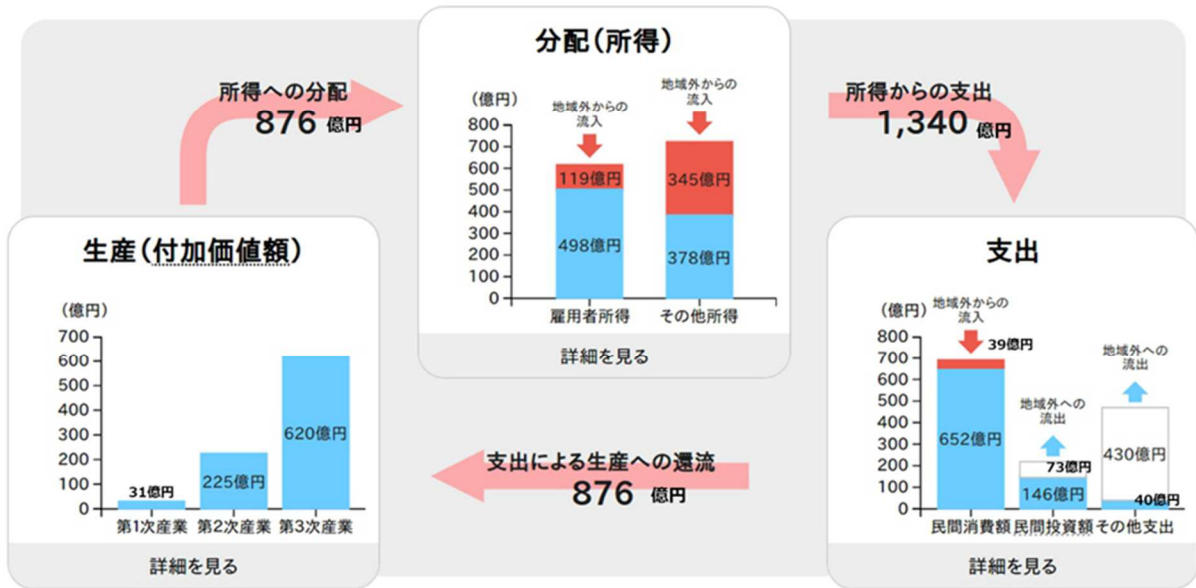 分配(所得)
(億円)
地域外からの
流入
地域外からの
流入
800
700
600
500
400
300
200
100
0
119億円
498億円
345億円
378億円
雇用者所得
その他所得
詳細を見る
所得への分配
876 億円
所得からの支出
1,340 億円
生産(付加価値額)
(億円)
700
600
500
400
300
200
100
0
31億円
225億円
620億円
第1次産業
第2次産業
第3次産業
詳細を見る
支出による生産への還流
876 億円
支出
(億円)
地域外からの
流入
39億円
地域外への
流出
地域外への
流出
800
700
600
500
400
300
200
100
0
652億円
73億円
146億円
430億円
40億円
民間消費額
民間投資額
その他支出
詳細を見る